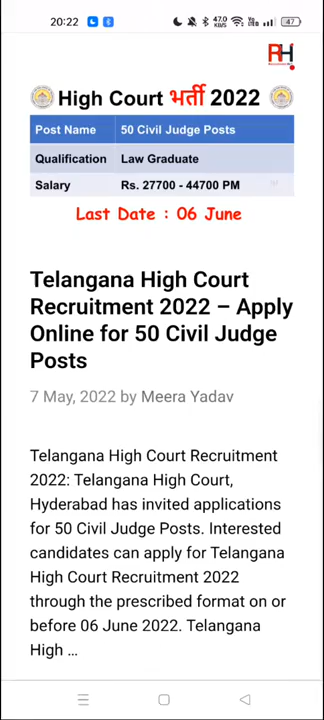 20:22
47.0 KB/S
47
RH
High Court भर्ती 2022
Post Name 50 Civil Judge Posts
Qualification Law Graduate
Salary Rs. 27700 - 44700 PM
Last Date : 06 June
Telangana High Court
Recruitment 2022 – Apply
Online for 50 Civil Judge
Posts
7 May, 2022 by Meera Yadav
Telangana High Court Recruitment
2022: Telangana High Court,
Hyderabad has invited applications
for 50 Civil Judge Posts. Interested
candidates can apply for Telangana
High Court Recruitment 2022
through the prescribed format on or
before 06 June 2022. Telangana
High ...